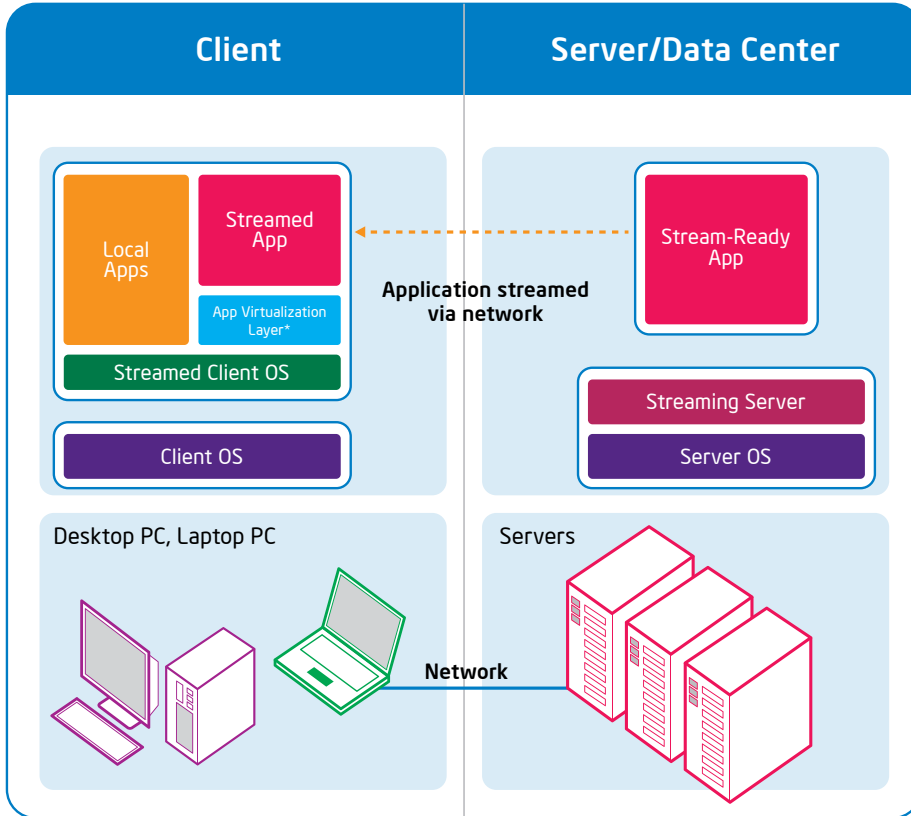 Client
Server/Data Center
Local
Apps
Streamed
App
App Virtualization
Layer*
Streamed Client OS
Client OS
Application streamed
via network
Stream-Ready
App
Streaming Server
Server OS
Desktop PC, Laptop PC
Servers
Network